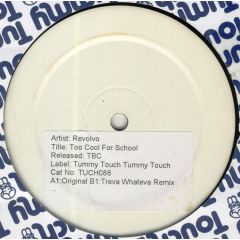 Artist: Revolvo
Title: Too Cool For School
Released: TBC
Label: Tummy Touch Tummy Touch
Cat No: TUCH088
A1:Original B1:Treva Whateva Remix